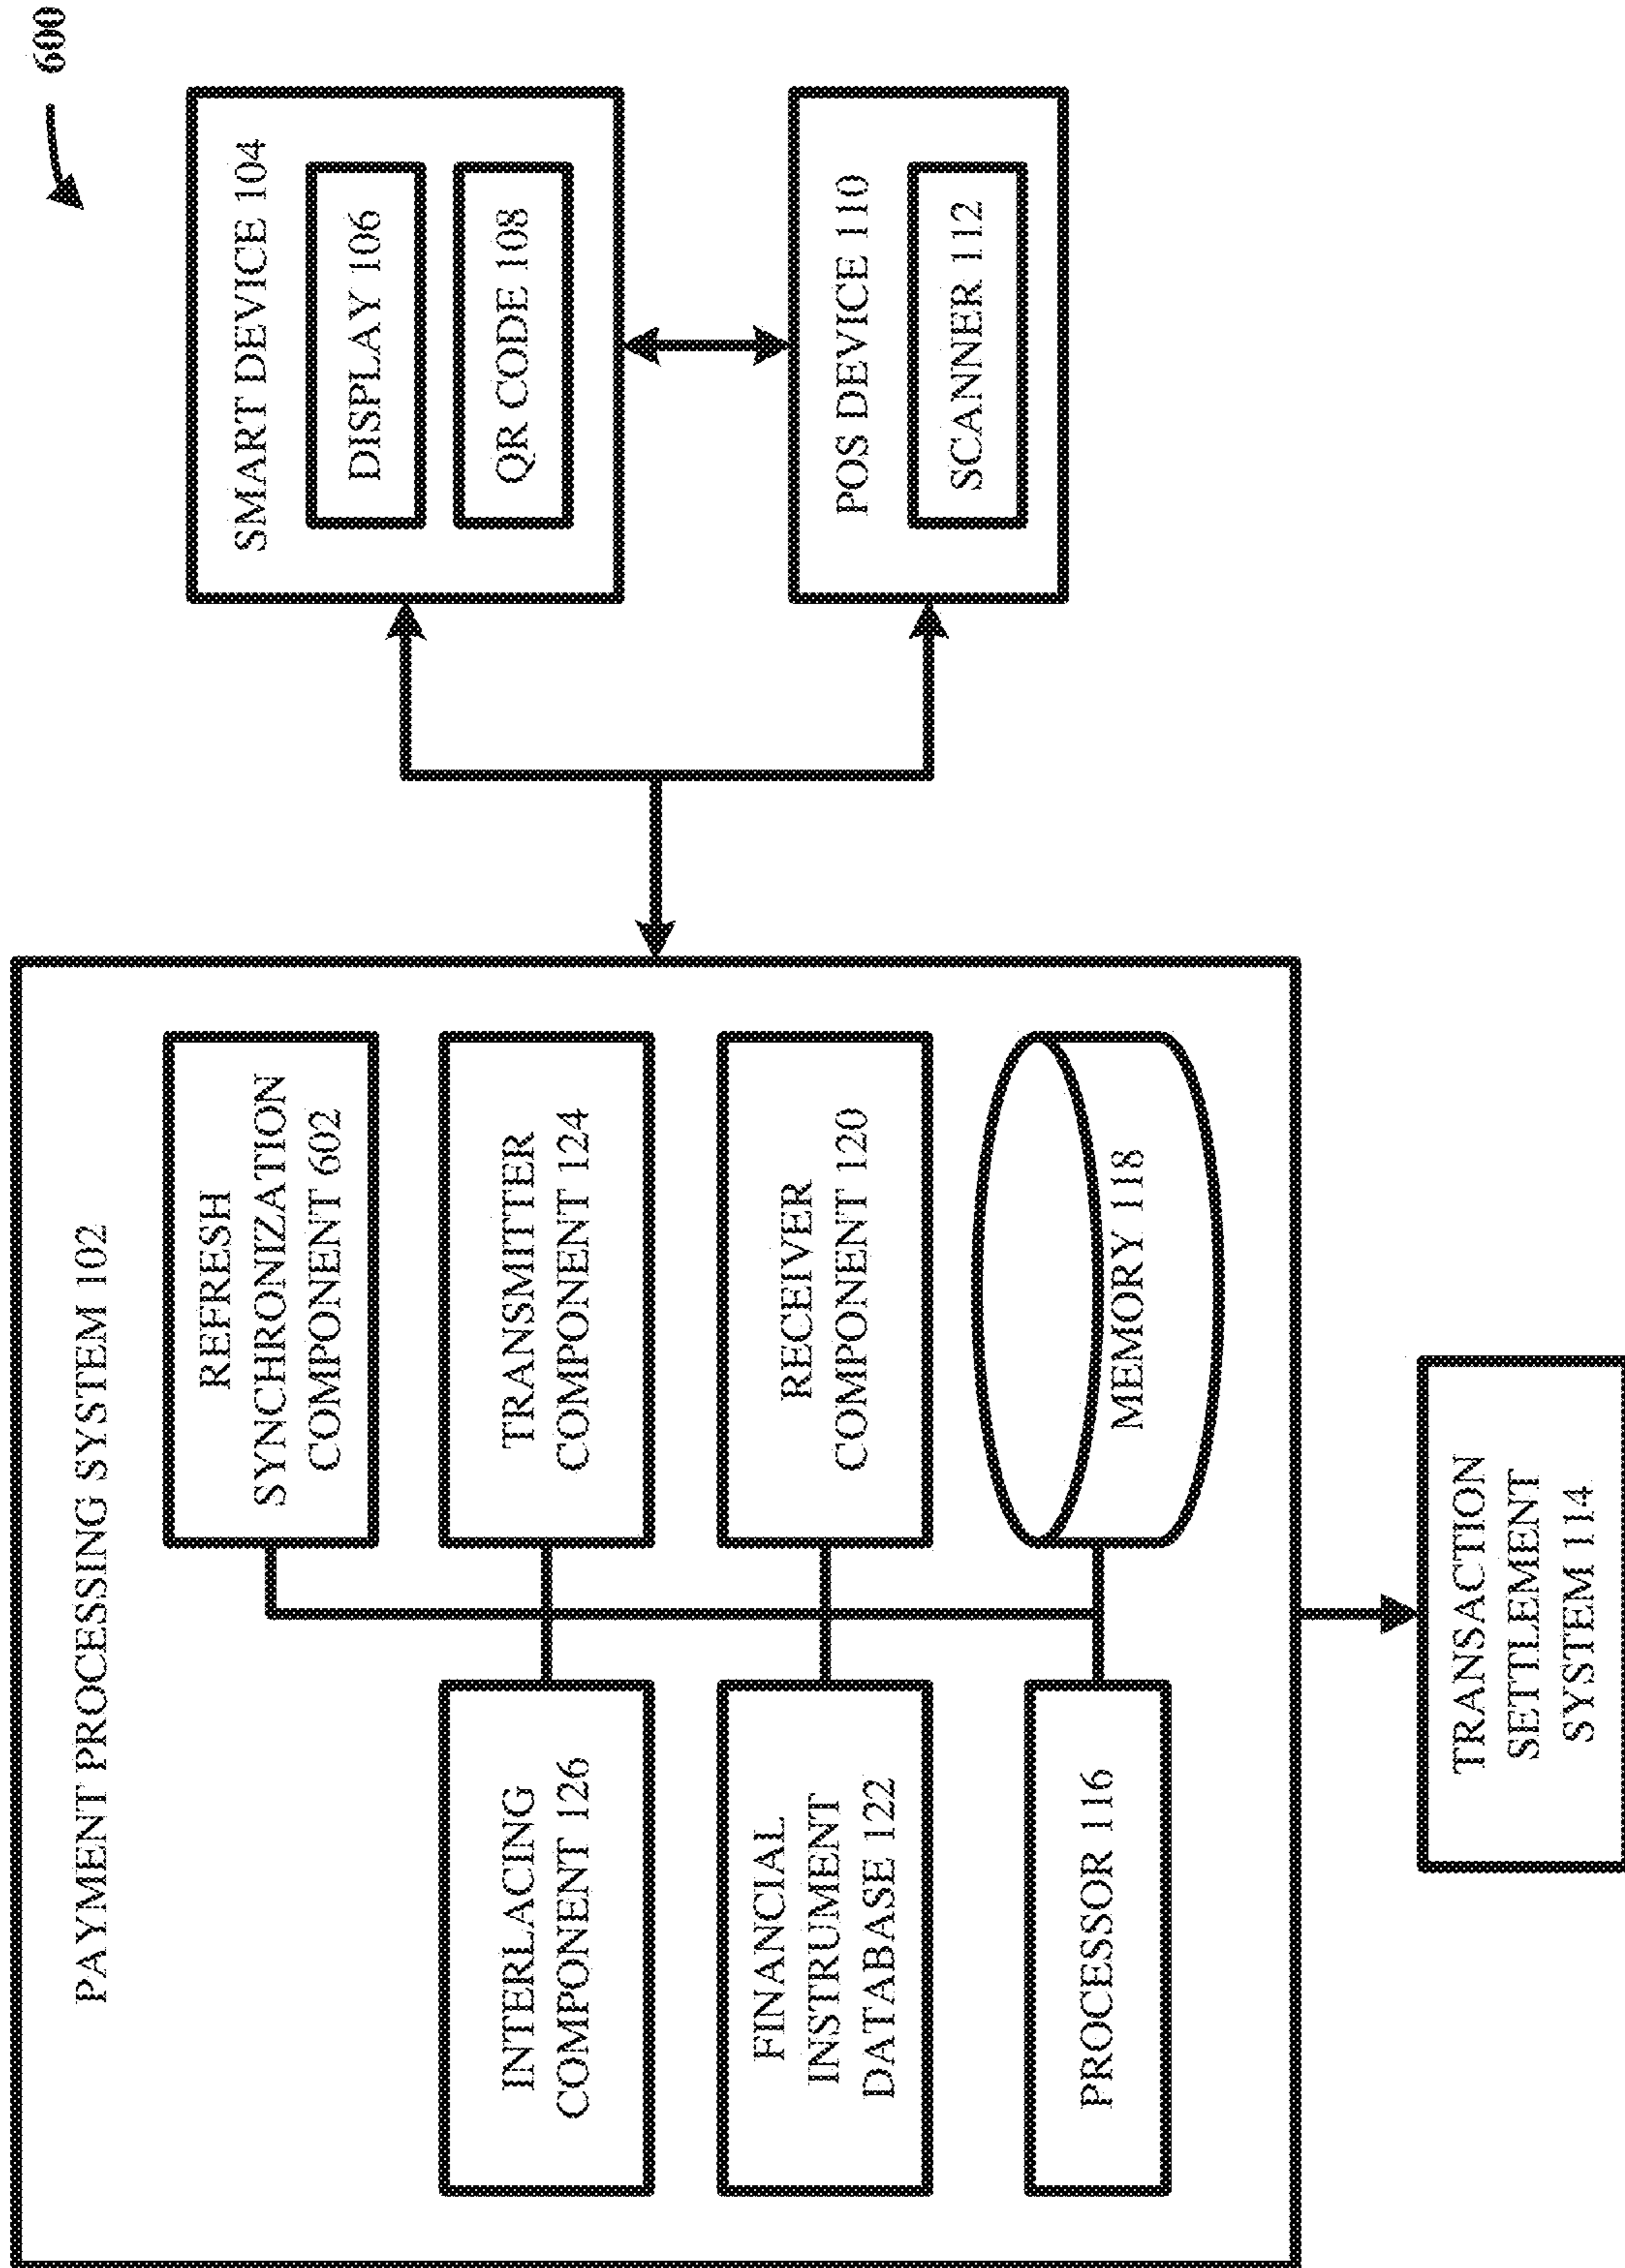 600
PAYMENT PROCESSING SYSTEM 102
REFRESH
SYNCHRONIZATION
COMPONENT 602
INTERLACING
COMPONENT 126
TRANSMITTER
COMPONENT 124
FINANCIAL
INSTRUMENT
DATABASE 122
RECEIVER
COMPONENT 120
PROCESSOR 116
MEMORY 118
SMART DEVICE 104
DISPLAY 106
QR CODE 108
POS DEVICE 110
SCANNER 112
TRANSACTION
SETTLEMENT
SYSTEM 114